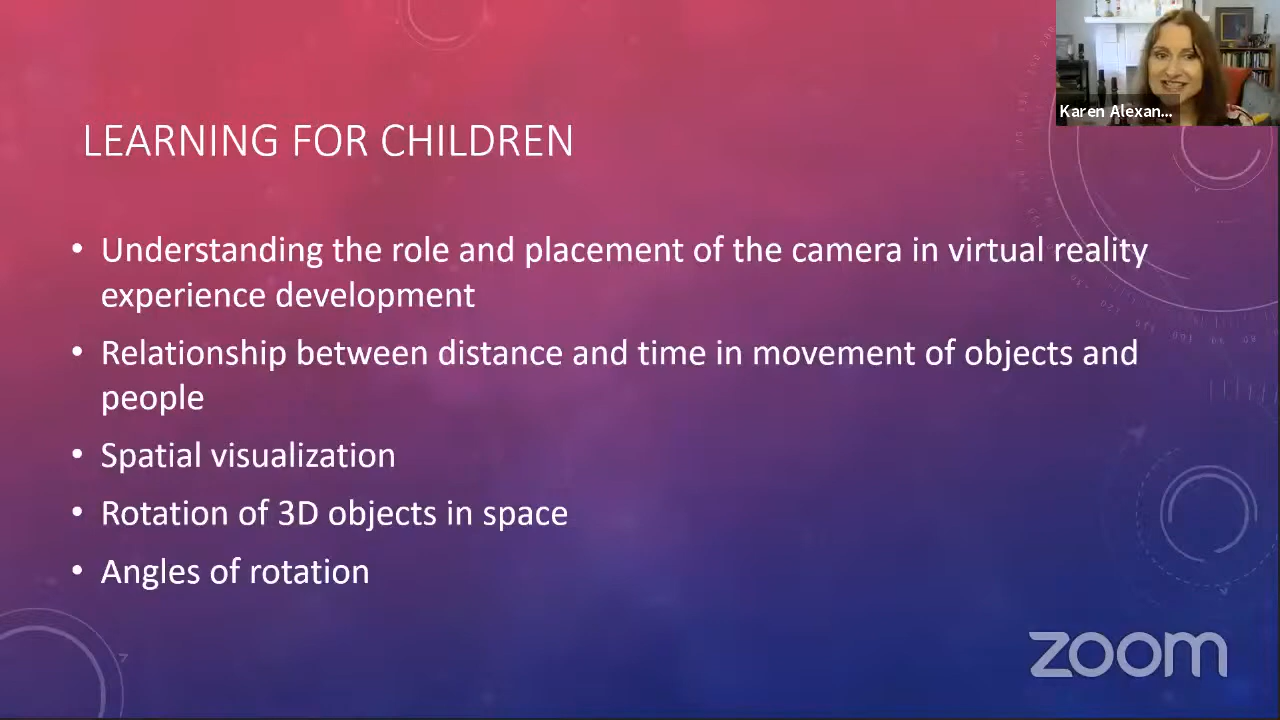 Karen Alexan...
LEARNING FOR CHILDREN
• Understanding the role and placement of the camera in virtual reality
experience development
• Relationship between distance and time in movement of objects and
people
• Spatial visualization
• Rotation of 3D objects in space
• Angles of rotation
zoom